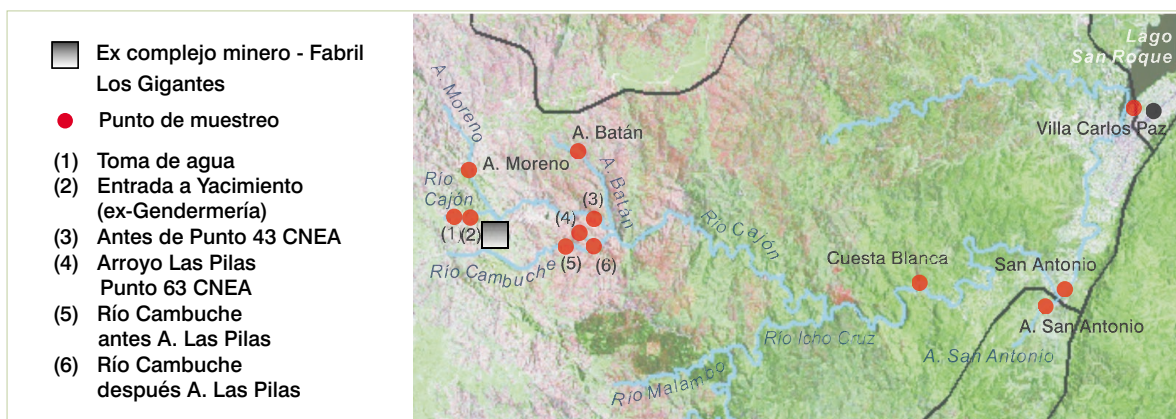 Ex complejo minero - Fabril
Los Gigantes
Punto de muestreo
(1) Toma de agua
(2) Entrada a Yacimiento
(ex-Gendermería)
(3) Antes de Punto 43 CNEA
(4) Arroyo Las Pilas
Punto 63 CNEA
(5) Río Cambuche
antes A. Las Pilas
(6) Río Cambuche
después A. Las Pilas
Lago
San Roque
Villa Carlos Paz
A. Moreno
A. Batán
A. Moreno
A. Batán
Río
Cajón
(1)
(2)
(3)
(4)
(5)
(6)
Río Cambuche
Río Cajón
Cuesta Blanca
San Antonio
A. San Antonio
A. San Antonio
Río Icho Cruz
Río Malambo